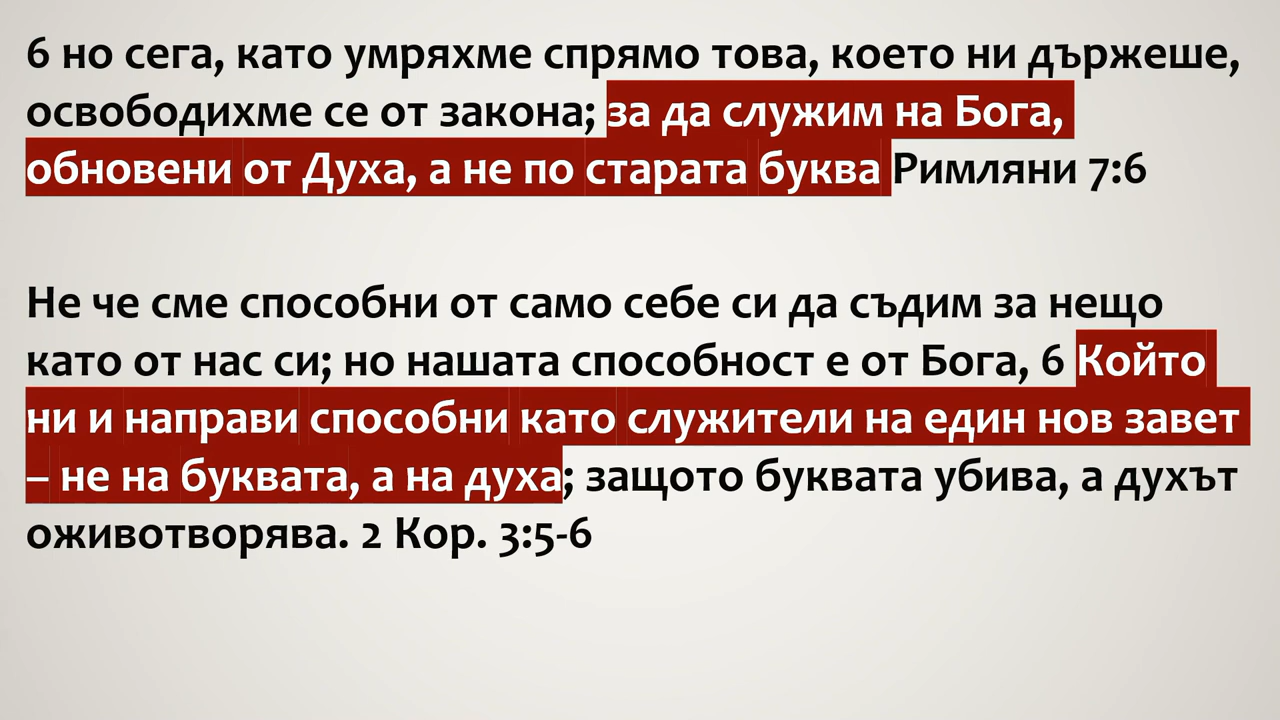 6 но сега, като умряхме спрямо това, което ни държеше,
освободихме се от закона; за да служим на Бога,
обновени от Духа, а не по старата буква Римляни 7:6
Не че сме способни от само себе си да съдим за нещо
като от нас си; но нашата способност е от Бога, 6 Който
ни и направи способни като служители на един нов завет
– не на буквата, а на духа; защото буквата убива, а духът
оживотворява. 2 Кор. 3:5-6